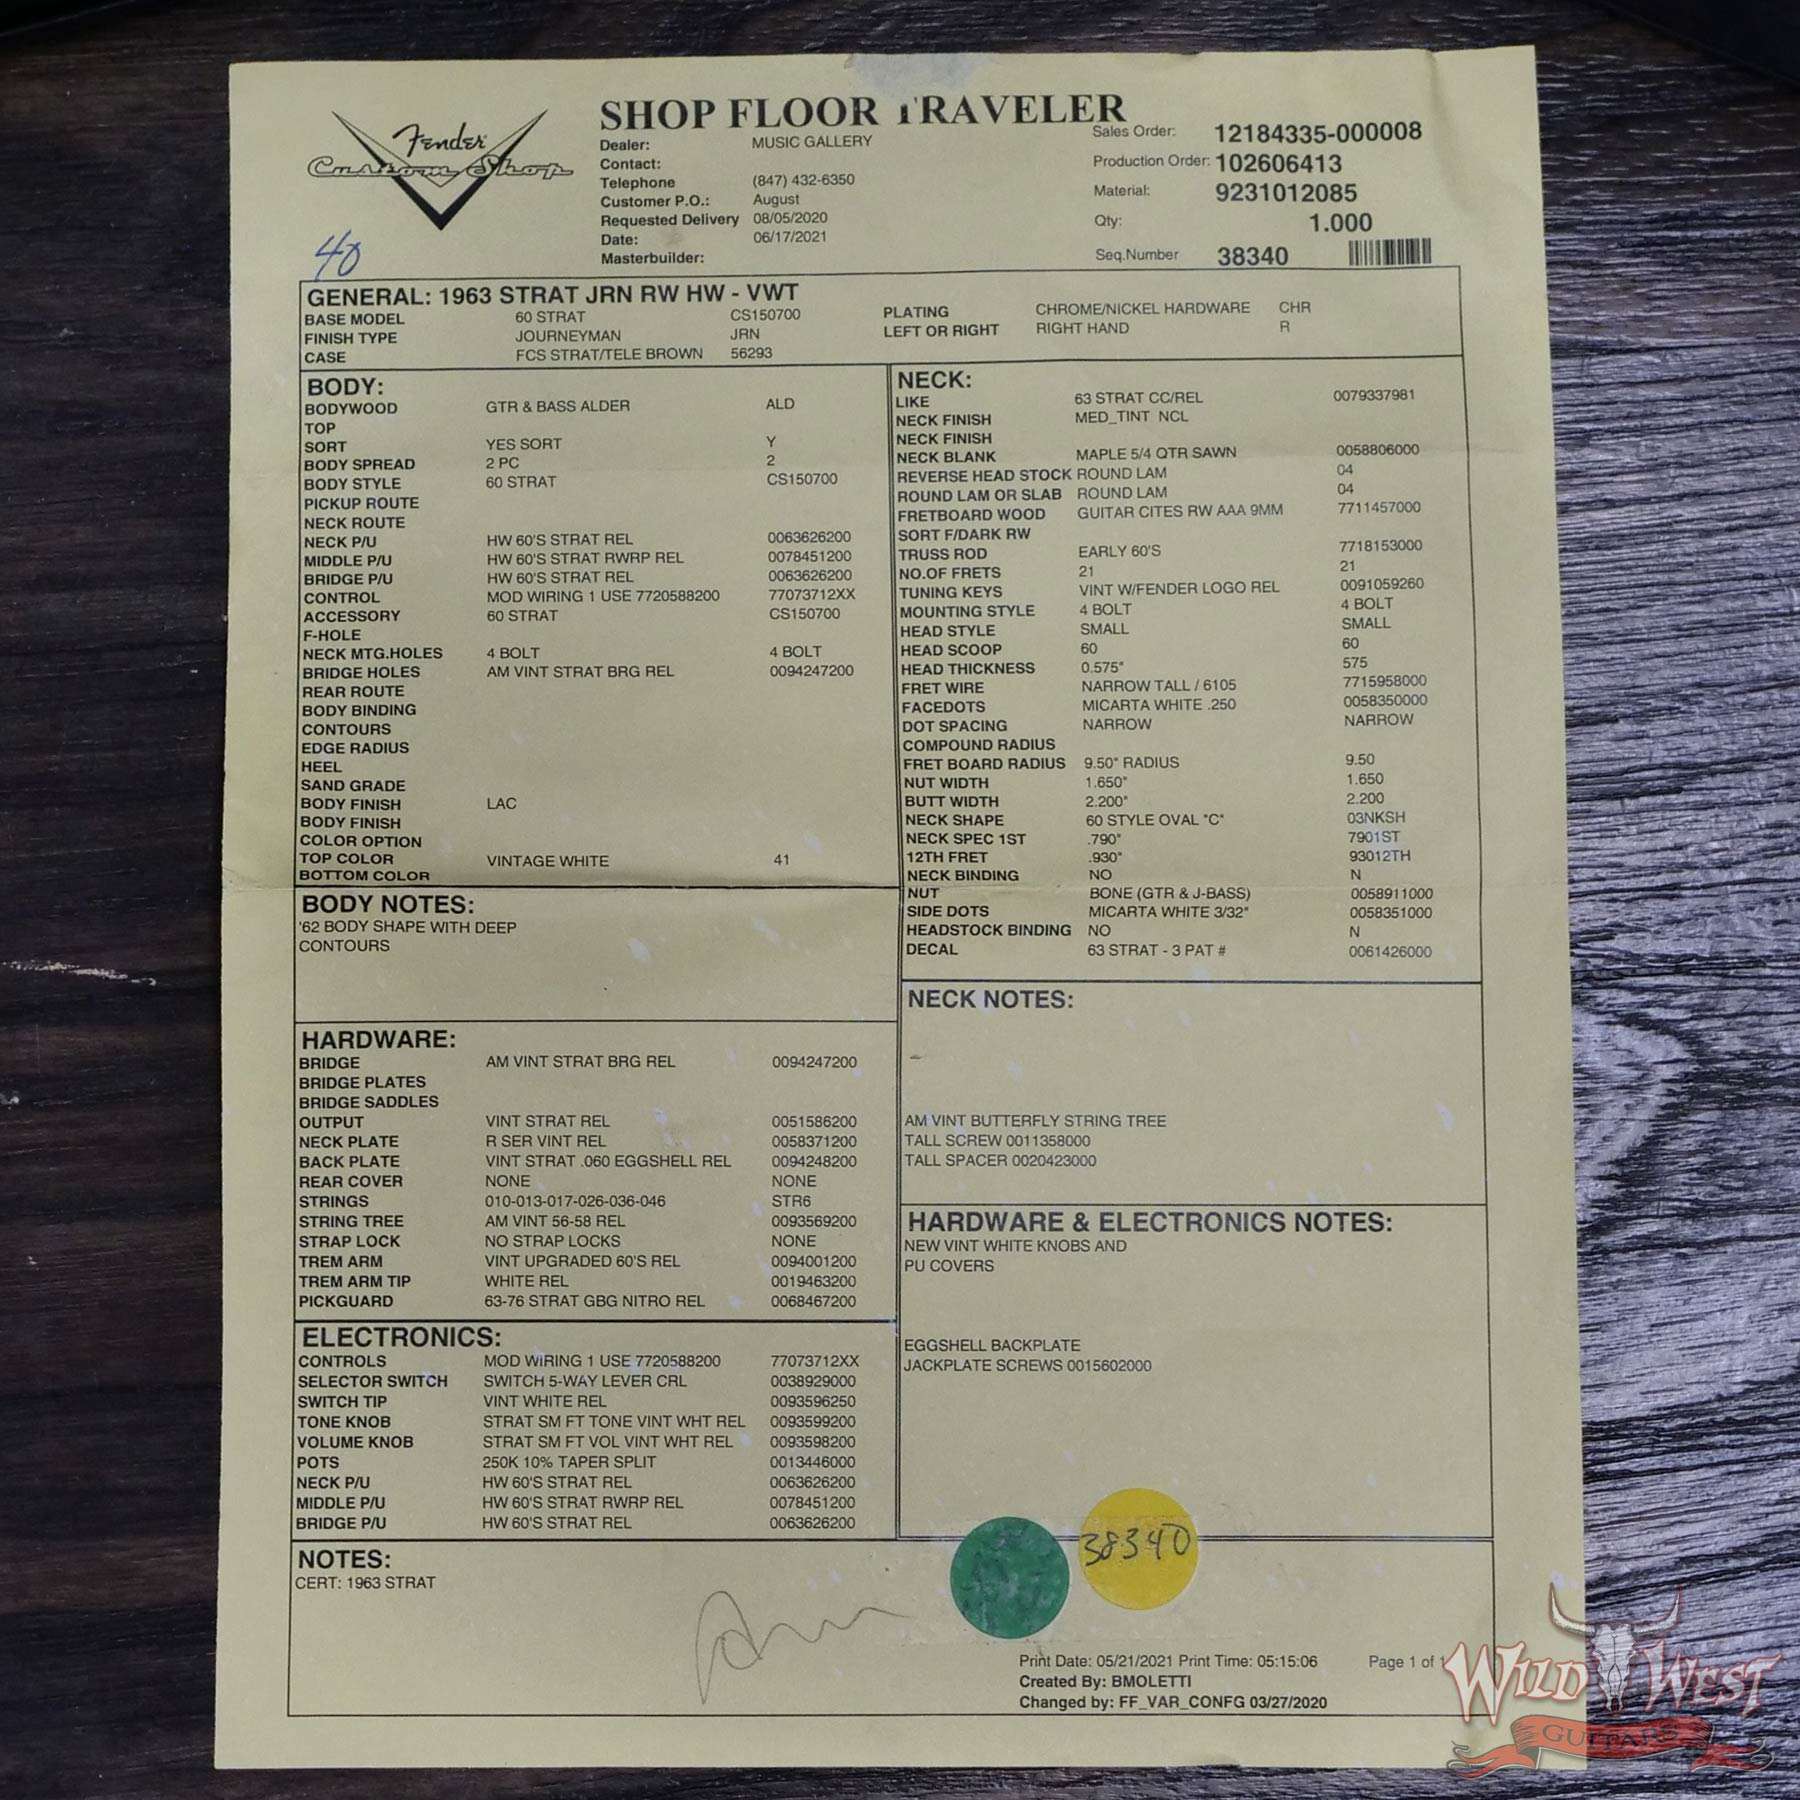 Fender
Custom Shop
40
SHOP FLOOR TRAVELER
Dealer: MUSIC GALLERY
Contact:
Telephone (847) 432-6350
Customer P.O.: August
Requested Delivery 08/05/2020
Date: 06/17/2021
Masterbuilder:
Sales Order: 12184335-000008
Production Order: 102606413
Material: 9231012085
Qty: 1.000
Seq.Number 38340
GENERAL: 1963 STRAT JRN RW HW - VWT
BASE MODEL 60 STRAT CS150700
FINISH TYPE JOURNEYMAN JRN
CASE FCS STRAT/TELE BROWN 56293
PLATING CHROME/NICKEL HARDWARE CHR
LEFT OR RIGHT RIGHT HAND R
BODY:
BODYWOOD GTR & BASS ALDER ALD
TOP
SORT YES SORT Y
BODY SPREAD 2 PC 2
BODY STYLE 60 STRAT CS150700
PICKUP ROUTE
NECK ROUTE
NECK P/U HW 60'S STRAT REL 0063626200
MIDDLE P/U HW 60'S STRAT RWRP REL 0078451200
BRIDGE P/U HW 60'S STRAT REL 0063626200
CONTROL MOD WIRING 1 USE 7720588200 77073712XX
ACCESSORY 60 STRAT CS150700
F-HOLE
NECK MTG.HOLES 4 BOLT 4 BOLT
BRIDGE HOLES AM VINT STRAT BRG REL 0094247200
REAR ROUTE
BODY BINDING
CONTOURS
EDGE RADIUS
HEEL
SAND GRADE
BODY FINISH LAC
BODY FINISH
COLOR OPTION
TOP COLOR VINTAGE WHITE 41
BOTTOM COLOR
BODY NOTES:
'62 BODY SHAPE WITH DEEP
CONTOURS
HARDWARE:
BRIDGE AM VINT STRAT BRG REL 0094247200
BRIDGE PLATES
BRIDGE SADDLES
OUTPUT VINT STRAT REL 0051586200
NECK PLATE R SER VINT REL 0058371200
BACK PLATE VINT STRAT .060 EGGSHELL REL 0094248200
REAR COVER NONE NONE
STRINGS 010-013-017-026-036-046 STR6
STRING TREE AM VINT 56-58 REL 0093569200
STRAP LOCK NO STRAP LOCKS NONE
TREM ARM VINT UPGRADED 60'S REL 0094001200
TREM ARM TIP WHITE REL 0019463200
PICKGUARD 63-76 STRAT GBG NITRO REL 0068467200
ELECTRONICS:
CONTROLS MOD WIRING 1 USE 7720588200 77073712XX
SELECTOR SWITCH SWITCH 5-WAY LEVER CRL 0038929000
SWITCH TIP VINT WHITE REL 0093596250
TONE KNOB STRAT SM FT TONE VINT WHT REL 0093599200
VOLUME KNOB STRAT SM FT VOL VINT WHT REL 0093598200
POTS 250K 10% TAPER SPLIT 0013446000
NECK P/U HW 60'S STRAT REL 0063626200
MIDDLE P/U HW 60'S STRAT RWRP REL 0078451200
BRIDGE P/U HW 60'S STRAT REL 0063626200
NECK:
LIKE 63 STRAT CC/REL 0079337981
NECK FINISH MED_TINT NCL
NECK FINISH
NECK BLANK MAPLE 5/4 QTR SAWN 0058806000
REVERSE HEAD STOCK ROUND LAM 04
ROUND LAM OR SLAB ROUND LAM 04
FRETBOARD WOOD GUITAR CITES RW AAA 9MM 7711457000
SORT F/DARK RW
TRUSS ROD EARLY 60'S 7718153000
NO.OF FRETS 21 21
TUNING KEYS VINT W/FENDER LOGO REL 0091059260
MOUNTING STYLE 4 BOLT 4 BOLT
HEAD STYLE SMALL SMALL
HEAD SCOOP 60 60
HEAD THICKNESS 0.575" 575
FRET WIRE NARROW TALL / 6105 7715958000
FACEDOTS MICARTA WHITE .250 0058350000
DOT SPACING NARROW NARROW
COMPOUND RADIUS
FRET BOARD RADIUS 9.50" RADIUS 9.50
NUT WIDTH 1.650" 1.650
BUTT WIDTH 2.200" 2.200
NECK SHAPE 60 STYLE OVAL "C" 03NKSH
NECK SPEC 1ST .790" 7901ST
12TH FRET .930" 93012TH
NECK BINDING NO N
NUT BONE (GTR & J-BASS) 0058911000
SIDE DOTS MICARTA WHITE 3/32" 0058351000
HEADSTOCK BINDING NO N
DECAL 63 STRAT - 3 PAT # 0061426000
NECK NOTES:
AM VINT BUTTERFLY STRING TREE
TALL SCREW 0011358000
TALL SPACER 0020423000
HARDWARE & ELECTRONICS NOTES:
NEW VINT WHITE KNOBS AND
PU COVERS
EGGSHELL BACKPLATE
JACKPLATE SCREWS 0015602000
38340
NOTES:
CERT: 1963 STRAT
Print Date: 05/21/2021 Print Time: 05:15:06 Page 1 of 1
Created By: BMOLETTI
Changed by: FF_VAR_CONFG 03/27/2020
WILD WEST
GUITARS